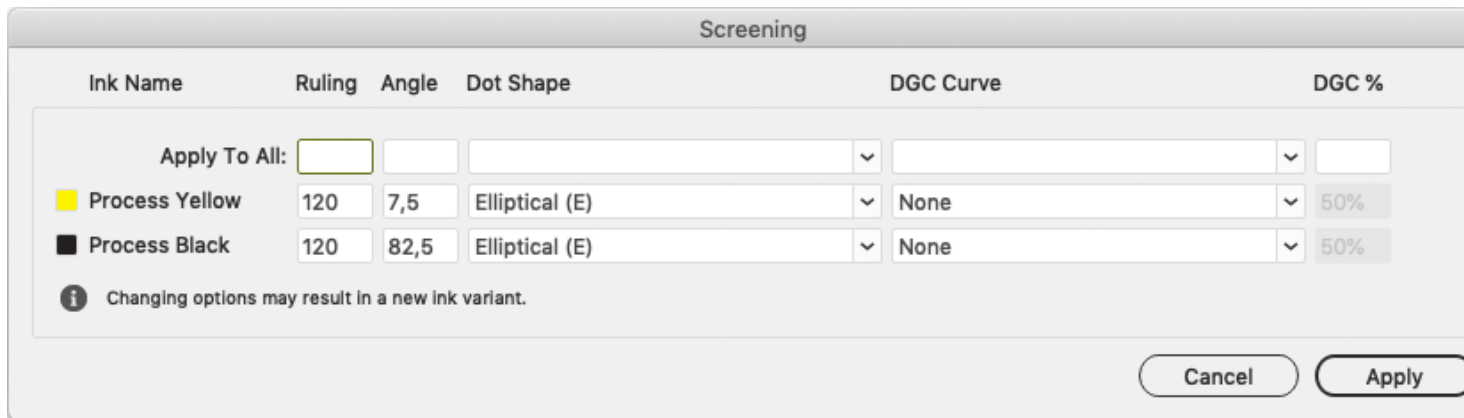 Screening
Ink Name Ruling Angle Dot Shape DGC Curve DGC %
Apply To All:
Process Yellow 120 7,5 Elliptical (E) None 50%
Process Black 120 82,5 Elliptical (E) None 50%
Changing options may result in a new ink variant.
Cancel Apply